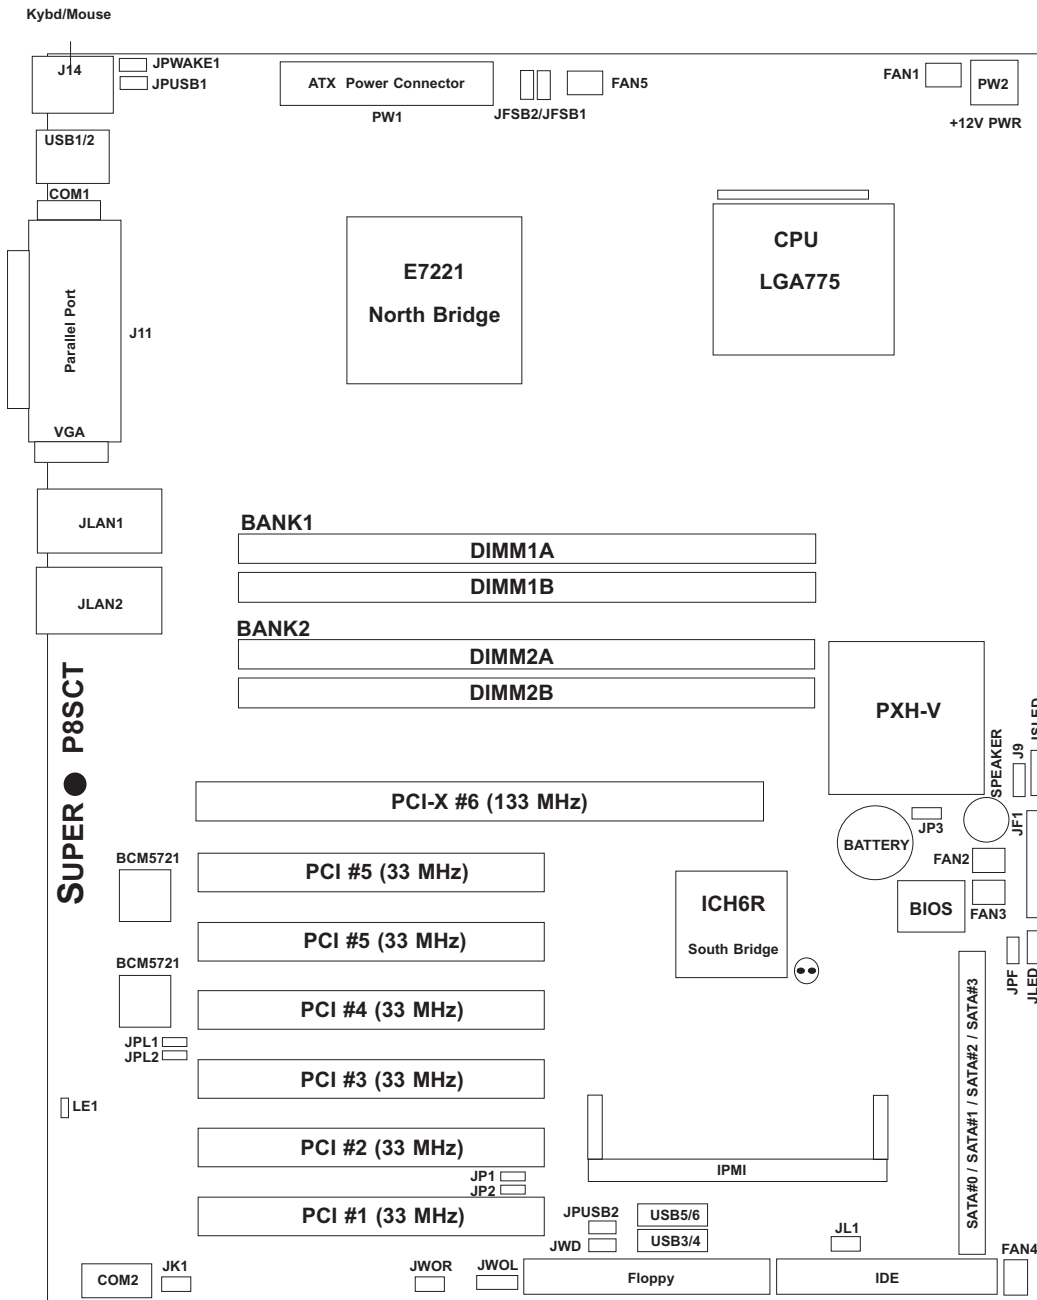 Kybd/Mouse
J14
JPWAKE1
JPUSB1
ATX Power Connector
PW1
JFSB2/JFSB1
FAN5
FAN1
PW2
+12V PWR
USB1/2
COM1
Parallel Port
J11
VGA
E7221
North Bridge
CPU
LGA775
JLAN1
JLAN2
BANK1
DIMM1A
DIMM1B
BANK2
DIMM2A
DIMM2B
PXH-V
SUPER P8SCT
SPEAKER
J9
JF1
PCI-X #6 (133 MHz)
JP3
BATTERY
FAN2
FAN3
BIOS
BCM5721
PCI #5 (33 MHz)
ICH6R
South Bridge
PCI #5 (33 MHz)
BCM5721
JPF
JLED
PCI #4 (33 MHz)
JPL1
JPL2
PCI #3 (33 MHz)
LE1
SATA#0 / SATA#1 / SATA#2 / SATA#3
PCI #2 (33 MHz)
IPMI
JP1
JP2
PCI #1 (33 MHz)
JPUSB2
JWD
USB5/6
USB3/4
JL1
FAN4
COM2
JK1
JWOR
JWOL
Floppy
IDE